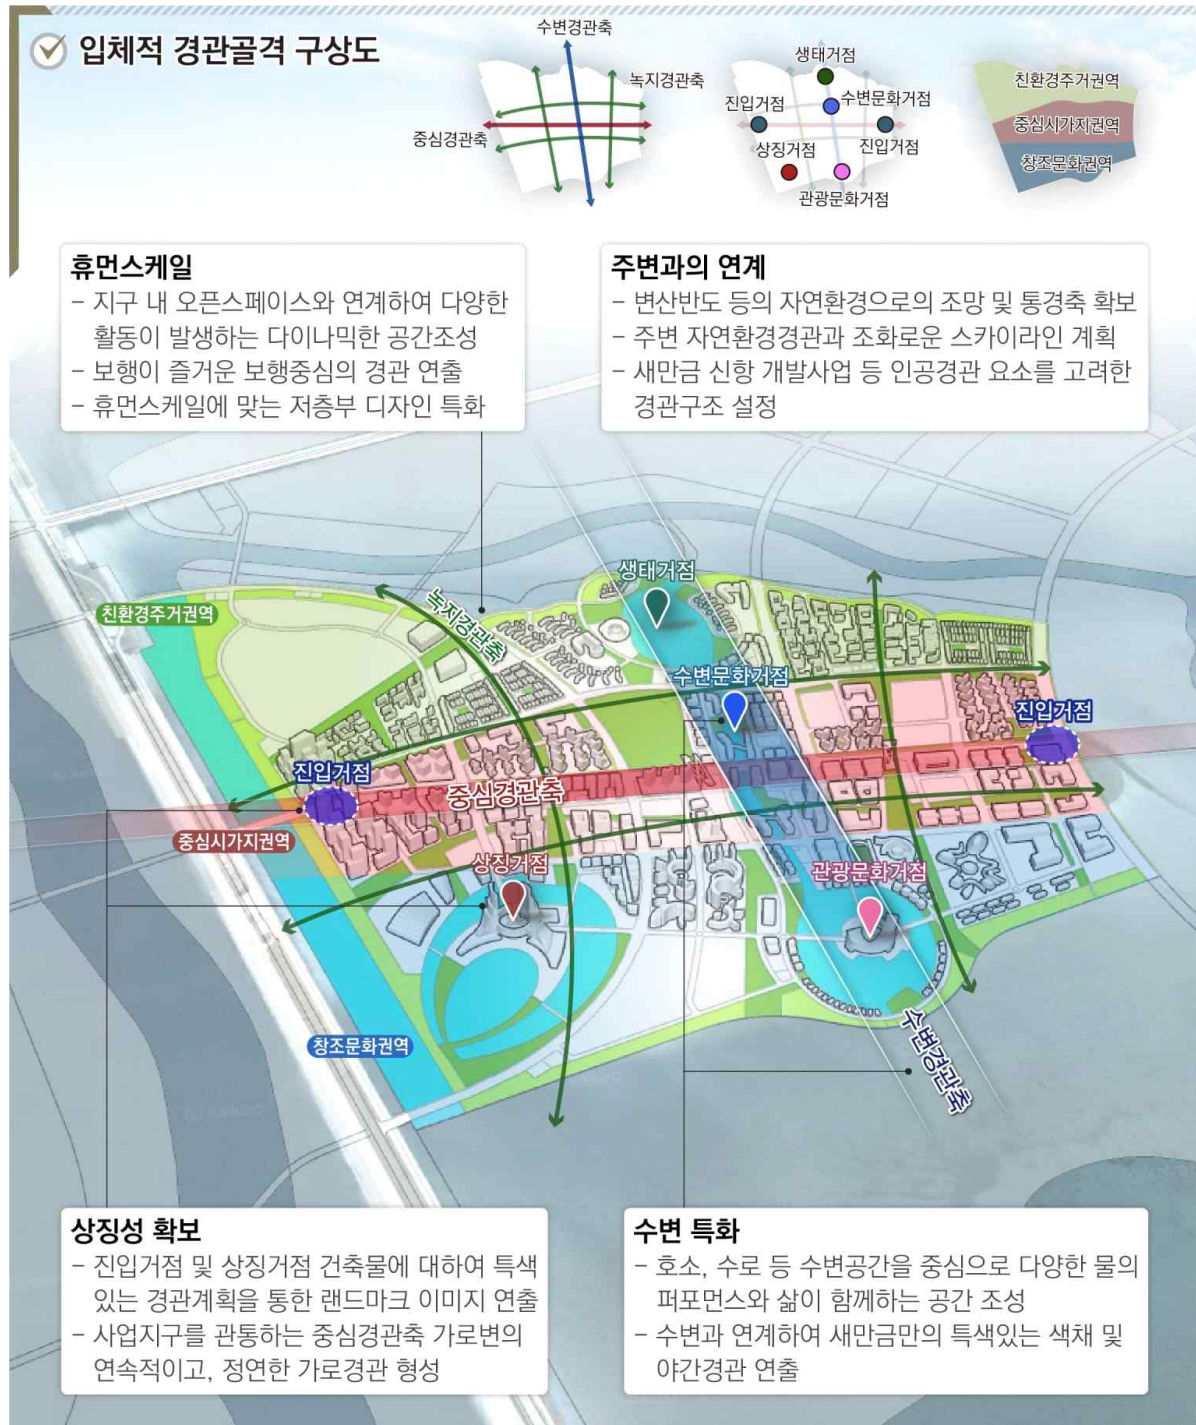 입체적 경관골격 구상도
수변경관축
녹지경관축
중심경관축
생태거점
진입거점
수변문화거점
상징거점
진입거점
관광문화거점
친환경주거권역
중심시가지권역
창조문화권역
휴먼스케일
- 지구 내 오픈스페이스와 연계하여 다양한
활동이 발생하는 다이나믹한 공간조성
- 보행이 즐거운 보행중심의 경관 연출
- 휴먼스케일에 맞는 저층부 디자인 특화
주변과의 연계
- 변산반도 등의 자연환경으로의 조망 및 통경축 확보
- 주변 자연환경경관과 조화로운 스카이라인 계획
- 새만금 신항 개발사업 등 인공경관 요소를 고려한
경관구조 설정
생태거점
친환경주거권역
녹지경관축
수변문화거점
진입거점
진입거점
중심경관축
중심시가지권역
상징거점
관광문화거점
창조문화권역
수변경관축
상징성 확보
- 진입거점 및 상징거점 건축물에 대하여 특색
있는 경관계획을 통한 랜드마크 이미지 연출
- 사업지구를 관통하는 중심경관축 가로변의
연속적이고, 정연한 가로경관 형성
수변 특화
- 호소, 수로 등 수변공간을 중심으로 다양한 물의
퍼포먼스와 삶이 함께하는 공간 조성
- 수변과 연계하여 새만금만의 특색있는 색채 및
야간경관 연출